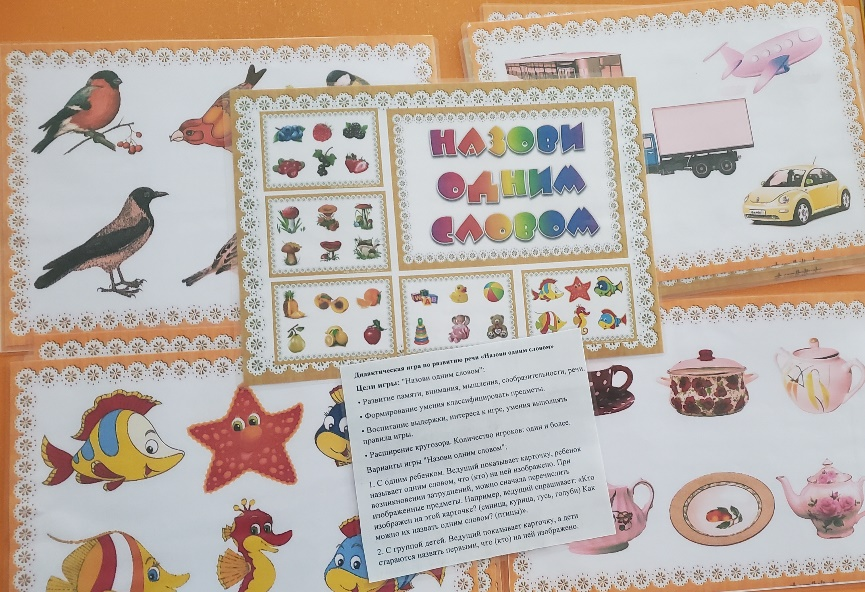 НАЗОВИ
ОДНИМ
СЛОВОМ
Дидактическая игра по развитию речи «Назови одним словом»
Цели игры: "Назови одним словом":
• Развитие памяти, внимания, мышления, сообразительности, речи.
• Формирование умения классифицировать предметы.
• Воспитание выдержки, интереса к игре, умения выполнять
правила игры.
• Расширение кругозора. Количество игроков: один и более.
Варианты игры "Назови одним словом".
1. С одним ребенком. Ведущий показывает карточку, ребенок
называет одним словом, что (кто) на ней изображено. При
возникновении затруднений, можно сначала перечислить
изображенные предметы. Например, ведущий спрашивает: «Кто
изображен на этой карточке? (синица, курица, гусь, голубь) Как
можно их назвать одним словом? (птицы)».
2. С группой детей. Ведущий показывает карточку, а дети
стараются назвать первыми, что (кто) на ней изображено.